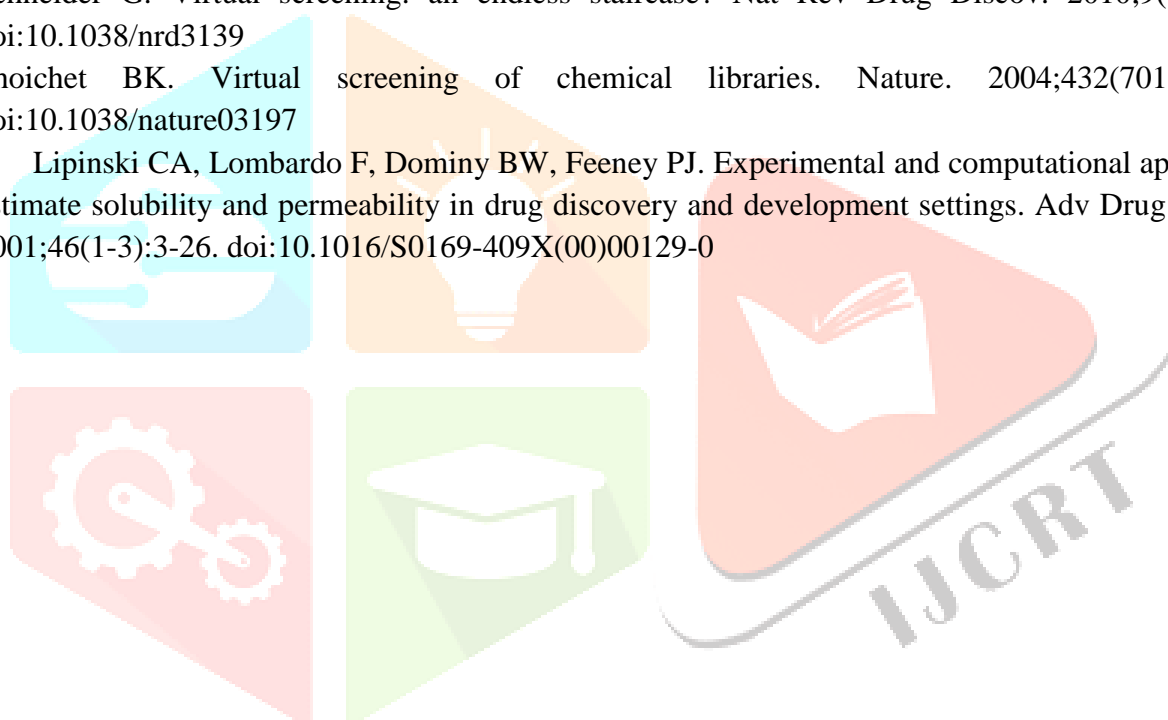 hneider G. Virtual screening: an endless staircase? Nat Rev Drug Discov. 2010;9(
oi:10.1038/nrd3139
hoichet BK. Virtual screening of chemical libraries. Nature. 2004;432(701
oi:10.1038/nature03197
Lipinski CA, Lombardo F, Dominy BW, Feeney PJ. Experimental and computational ap
stimate solubility and permeability in drug discovery and development settings. Adv Drug
001;46(1-3):3-26. doi:10.1016/S0169-409X(00)00129-0
IJCRT